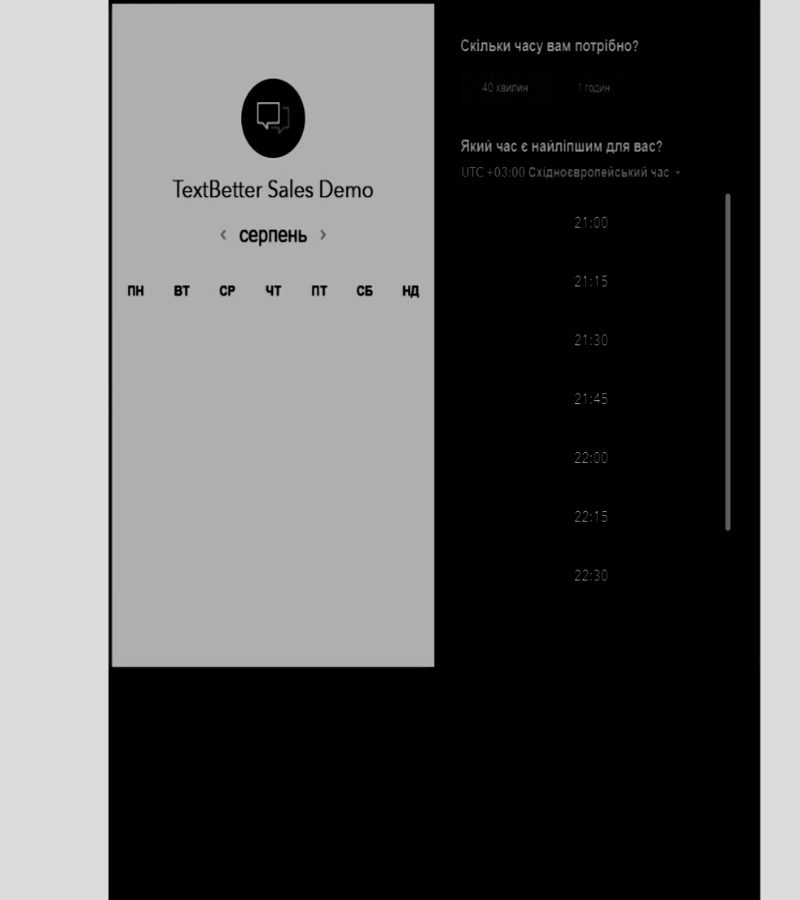 TextBetter Sales Demo
серпень
ПН ВТ СР ЧТ ПТ СБ НД
Скільки часу вам потрібно?
40 хвилин 1 годин
Який час є найліпшим для вас?
UTC +03:00 Східноєвропейський час
21:00
21:15
21:30
21:45
22:00
22:15
22:30